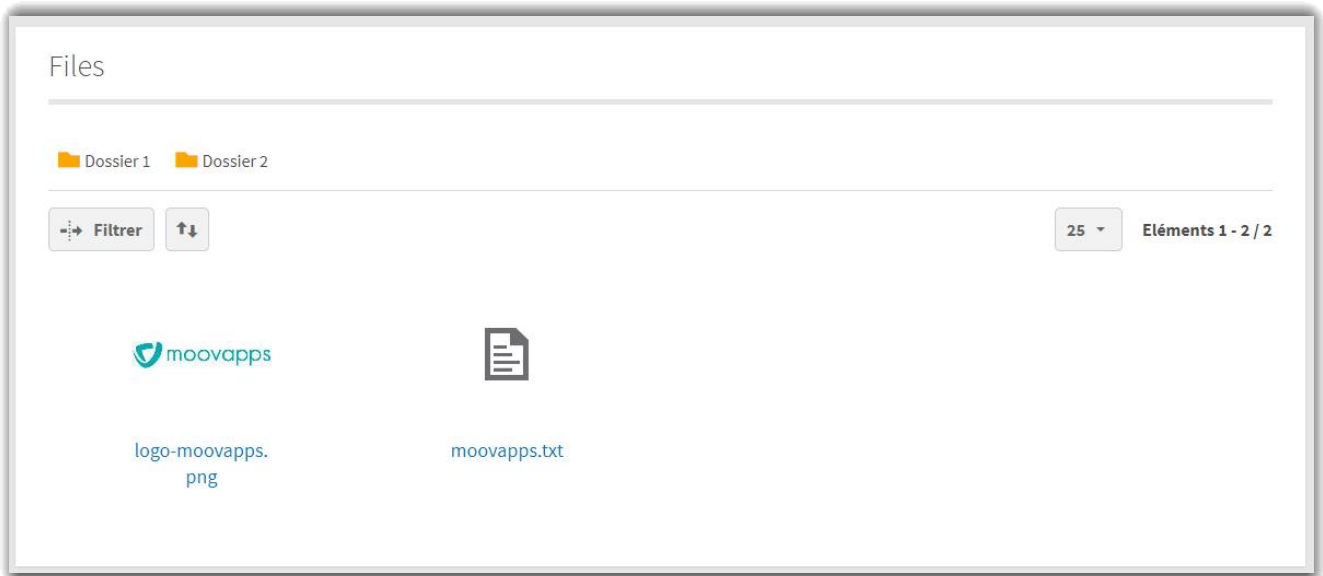 Files
Dossier 1 Dossier 2
Filtrer 25 Eléments 1 - 2 / 2
moovapps
logo-moovapps. moovapps.txt
png